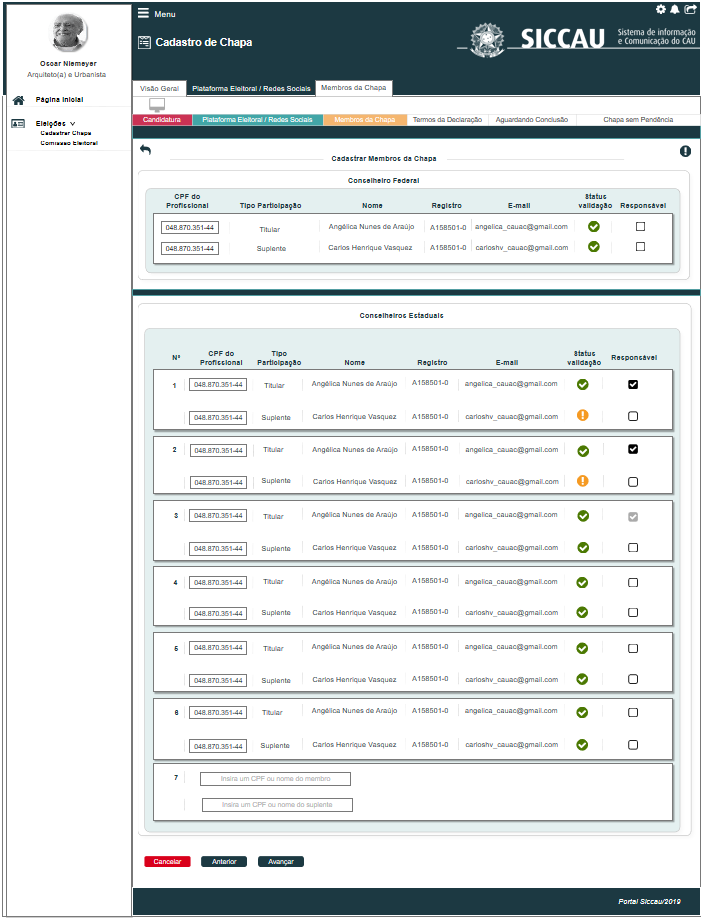 Menu
Cadastro de Chapa
SICCAU
Sistema de informação
e Comunicação do CAU
Oscar Niemeyer
Arquiteto(a) e Urbanista
Página Inicial
Eleições
Cadastrar Chapa
Comissão Eleitoral
Visão Geral
Plataforma Eleitoral / Redes Sociais
Membros da Chapa
Candidatura
Plataforma Eleitoral / Redes Sociais
Membros da Chapa
Termos da Declaração
Aguardando Conclusão
Chapa sem Pendência
Cadastrar Membros da Chapa
Conselheiro Federal
CPF do Profissional Tipo Participação Nome Registro E-mail Status validação Responsável
048.870.351-44 Titular Angélica Nunes de Araújo A158501-0 angelica_cauac@gmail.com
048.870.351-44 Suplente Carlos Henrique Vasquez A158501-0 carloshv_cauac@gmail.com
Conselheiros Estaduais
Nº CPF do Profissional Tipo Participação Nome Registro E-mail Status validação Responsável
1 048.870.351-44 Titular Angélica Nunes de Araújo A158501-0 angelica_cauac@gmail.com
048.870.351-44 Suplente Carlos Henrique Vasquez A158501-0 carloshv_cauac@gmail.com
2 048.870.351-44 Titular Angélica Nunes de Araújo A158501-0 angelica_cauac@gmail.com
048.870.351-44 Suplente Carlos Henrique Vasquez A158501-0 carloshv_cauac@gmail.com
3 048.870.351-44 Titular Angélica Nunes de Araújo A158501-0 angelica_cauac@gmail.com
048.870.351-44 Suplente Carlos Henrique Vasquez A158501-0 carloshv_cauac@gmail.com
4 048.870.351-44 Titular Angélica Nunes de Araújo A158501-0 angelica_cauac@gmail.com
048.870.351-44 Suplente Carlos Henrique Vasquez A158501-0 carloshv_cauac@gmail.com
5 048.870.351-44 Titular Angélica Nunes de Araújo A158501-0 angelica_cauac@gmail.com
048.870.351-44 Suplente Carlos Henrique Vasquez A158501-0 carloshv_cauac@gmail.com
6 048.870.351-44 Titular Angélica Nunes de Araújo A158501-0 angelica_cauac@gmail.com
048.870.351-44 Suplente Carlos Henrique Vasquez A158501-0 carloshv_cauac@gmail.com
7 Insira um CPF ou nome do membro
Insira um CPF ou nome do suplente
Cancelar
Anterior
Avançar
Portal Siccau/2019